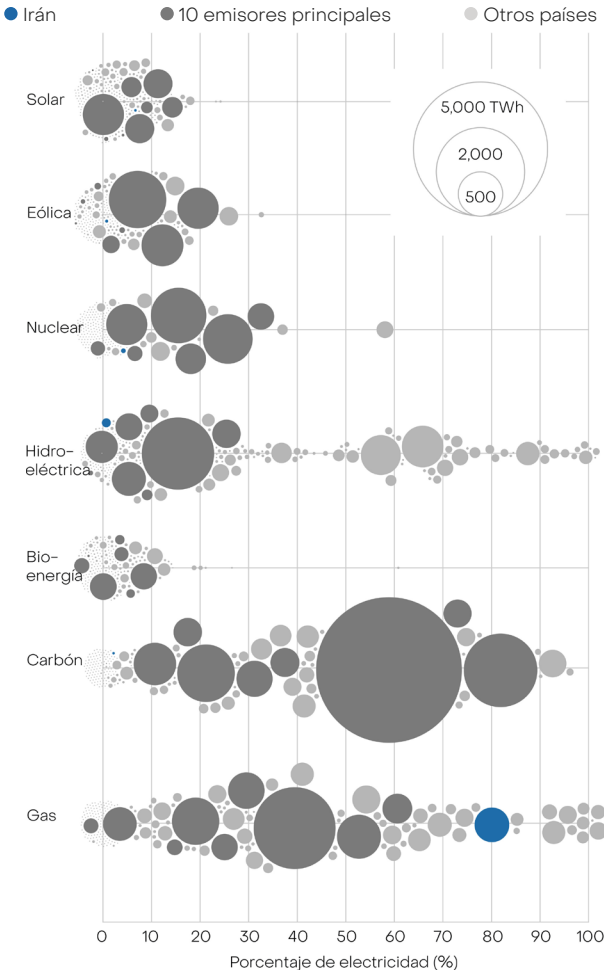 Irán
10 emisores principales
Otros países
Solar
5,000 TWh
2,000
500
Eólica
Nuclear
Hidro-
eléctrica
Bio-
energía
Carbón
Gas
0 10 20 30 40 50 60 70 80 90 100
Porcentaje de electricidad (%)